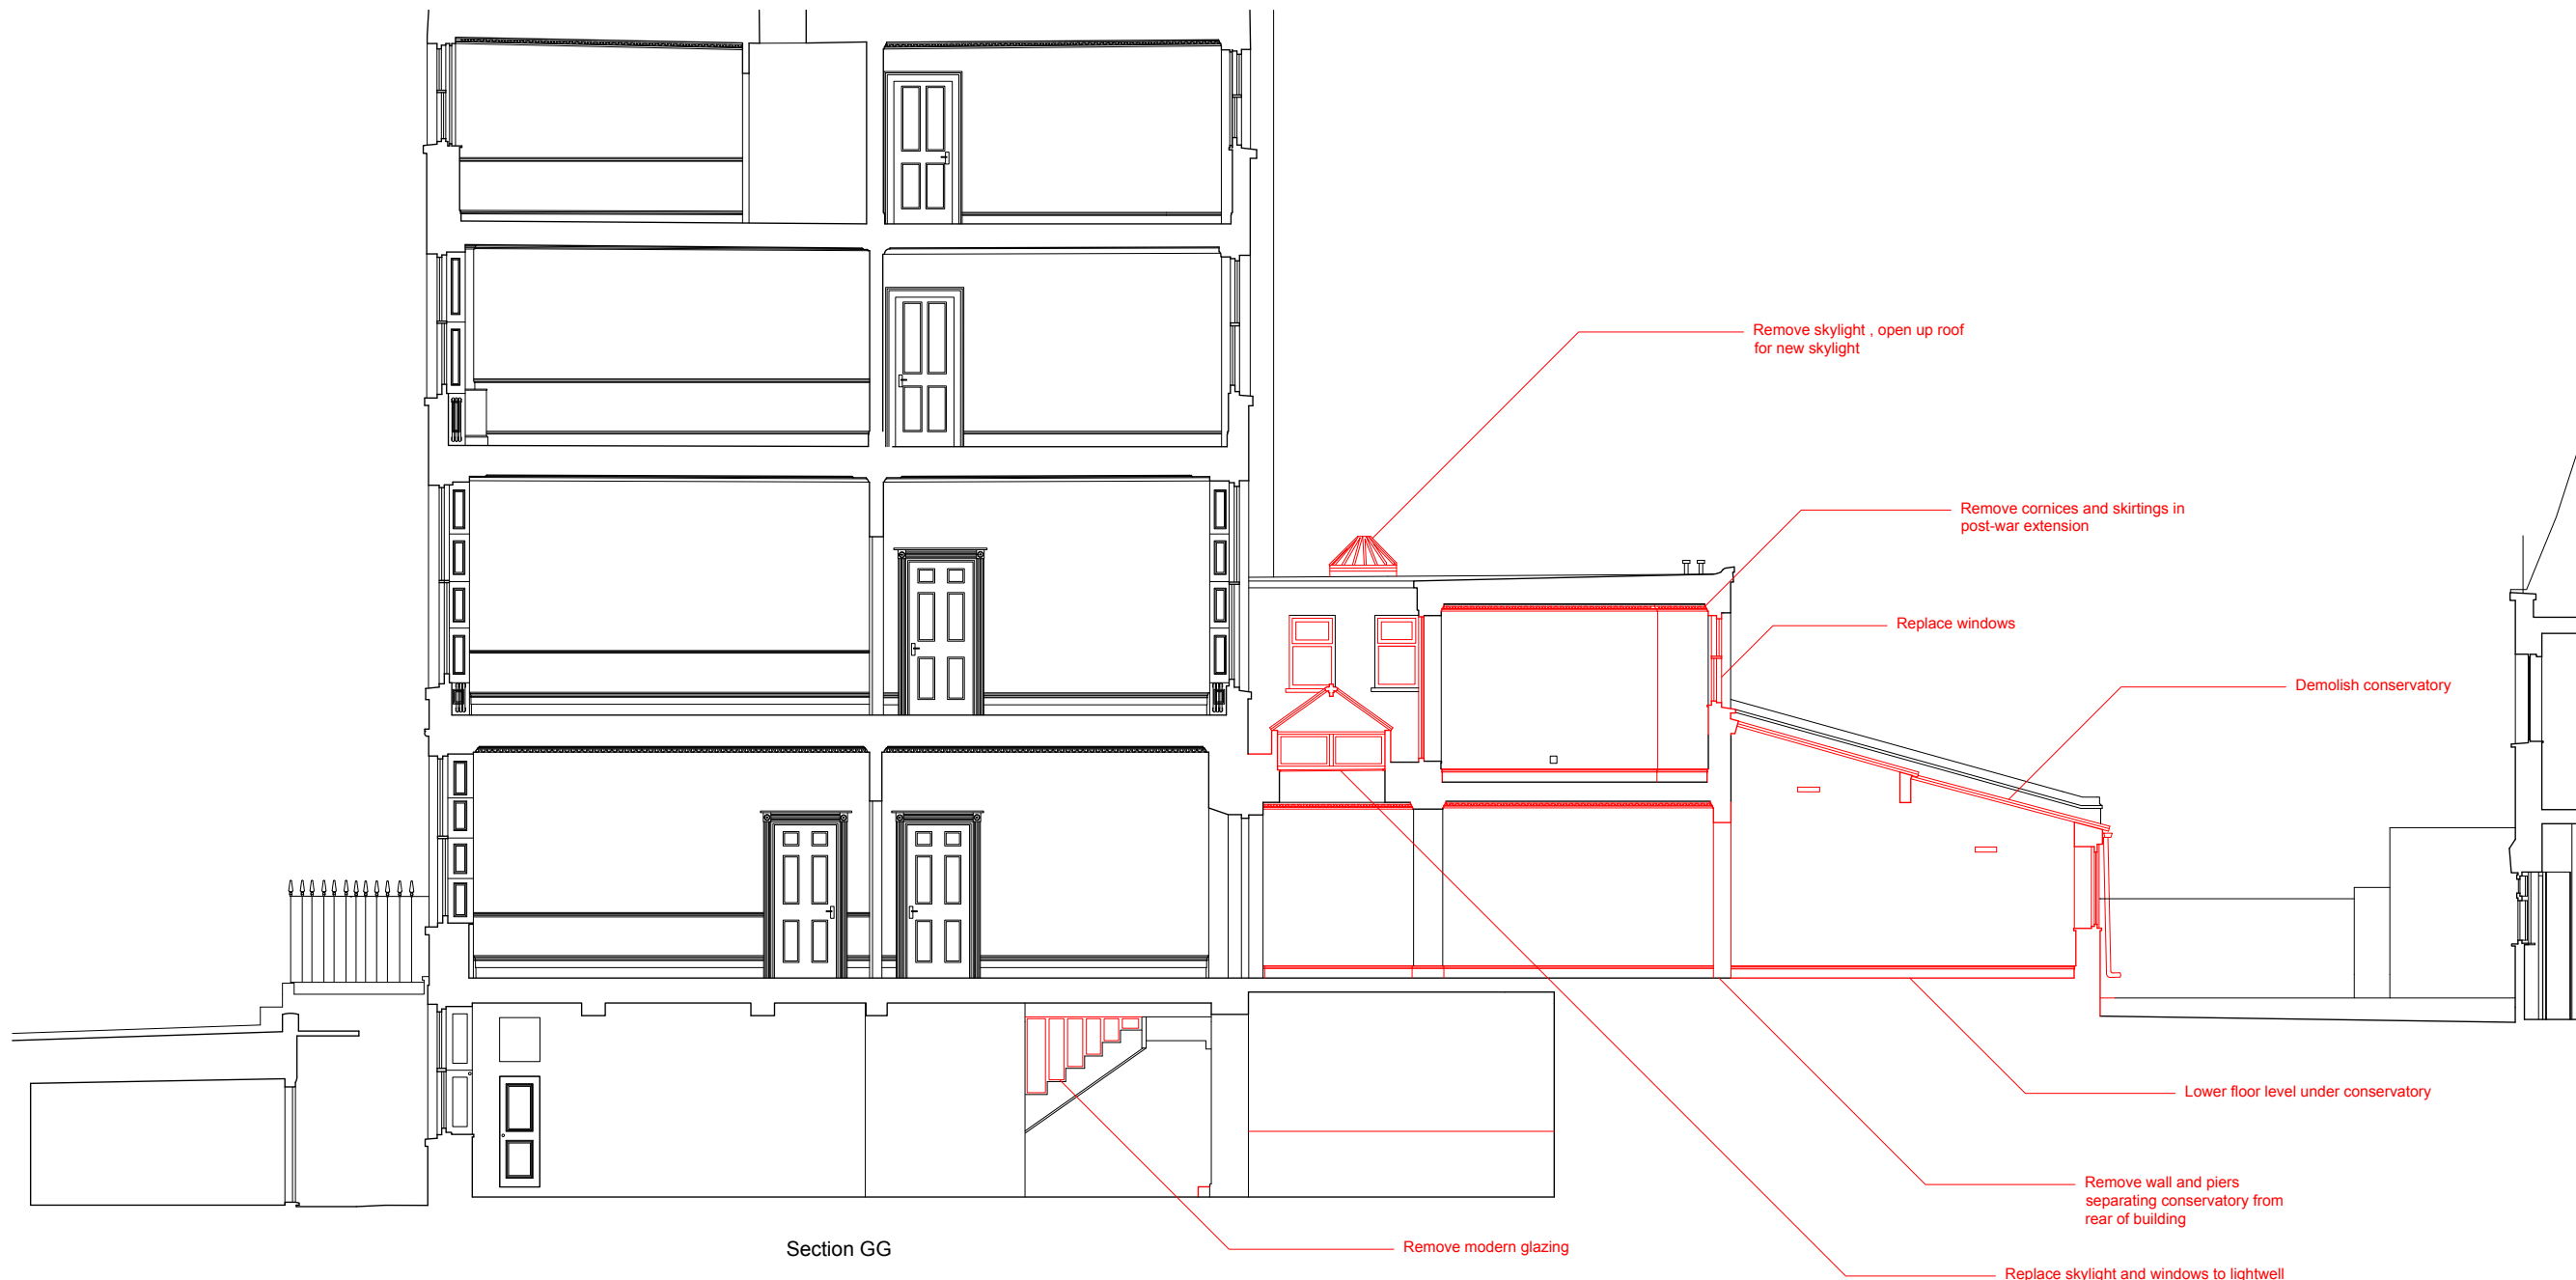 Remove skylight , open up roof
for new skylight
Remove cornices and skirtings in
post-war extension
Replace windows
Demolish conservatory
Lower floor level under conservatory
Remove wall and piers
separating conservatory from
rear of building
Section GG
Remove modern glazing
Replace skylight and windows to lightwell